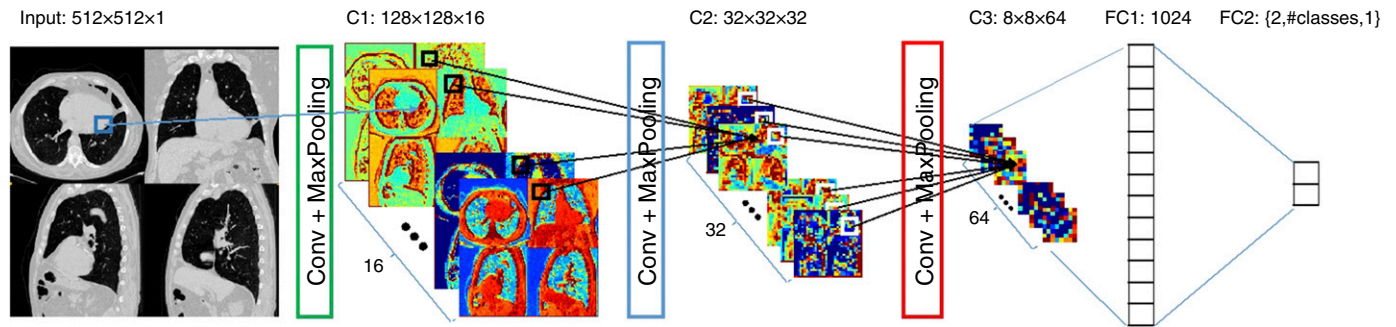 Input: 512×512×1
C1: 128×128×16
C2: 32×32×32
C3: 8×8×64
FC1: 1024
FC2: {2,#classes,1}
Conv + MaxPooling
Conv + MaxPooling
Conv + MaxPooling
16
32
64